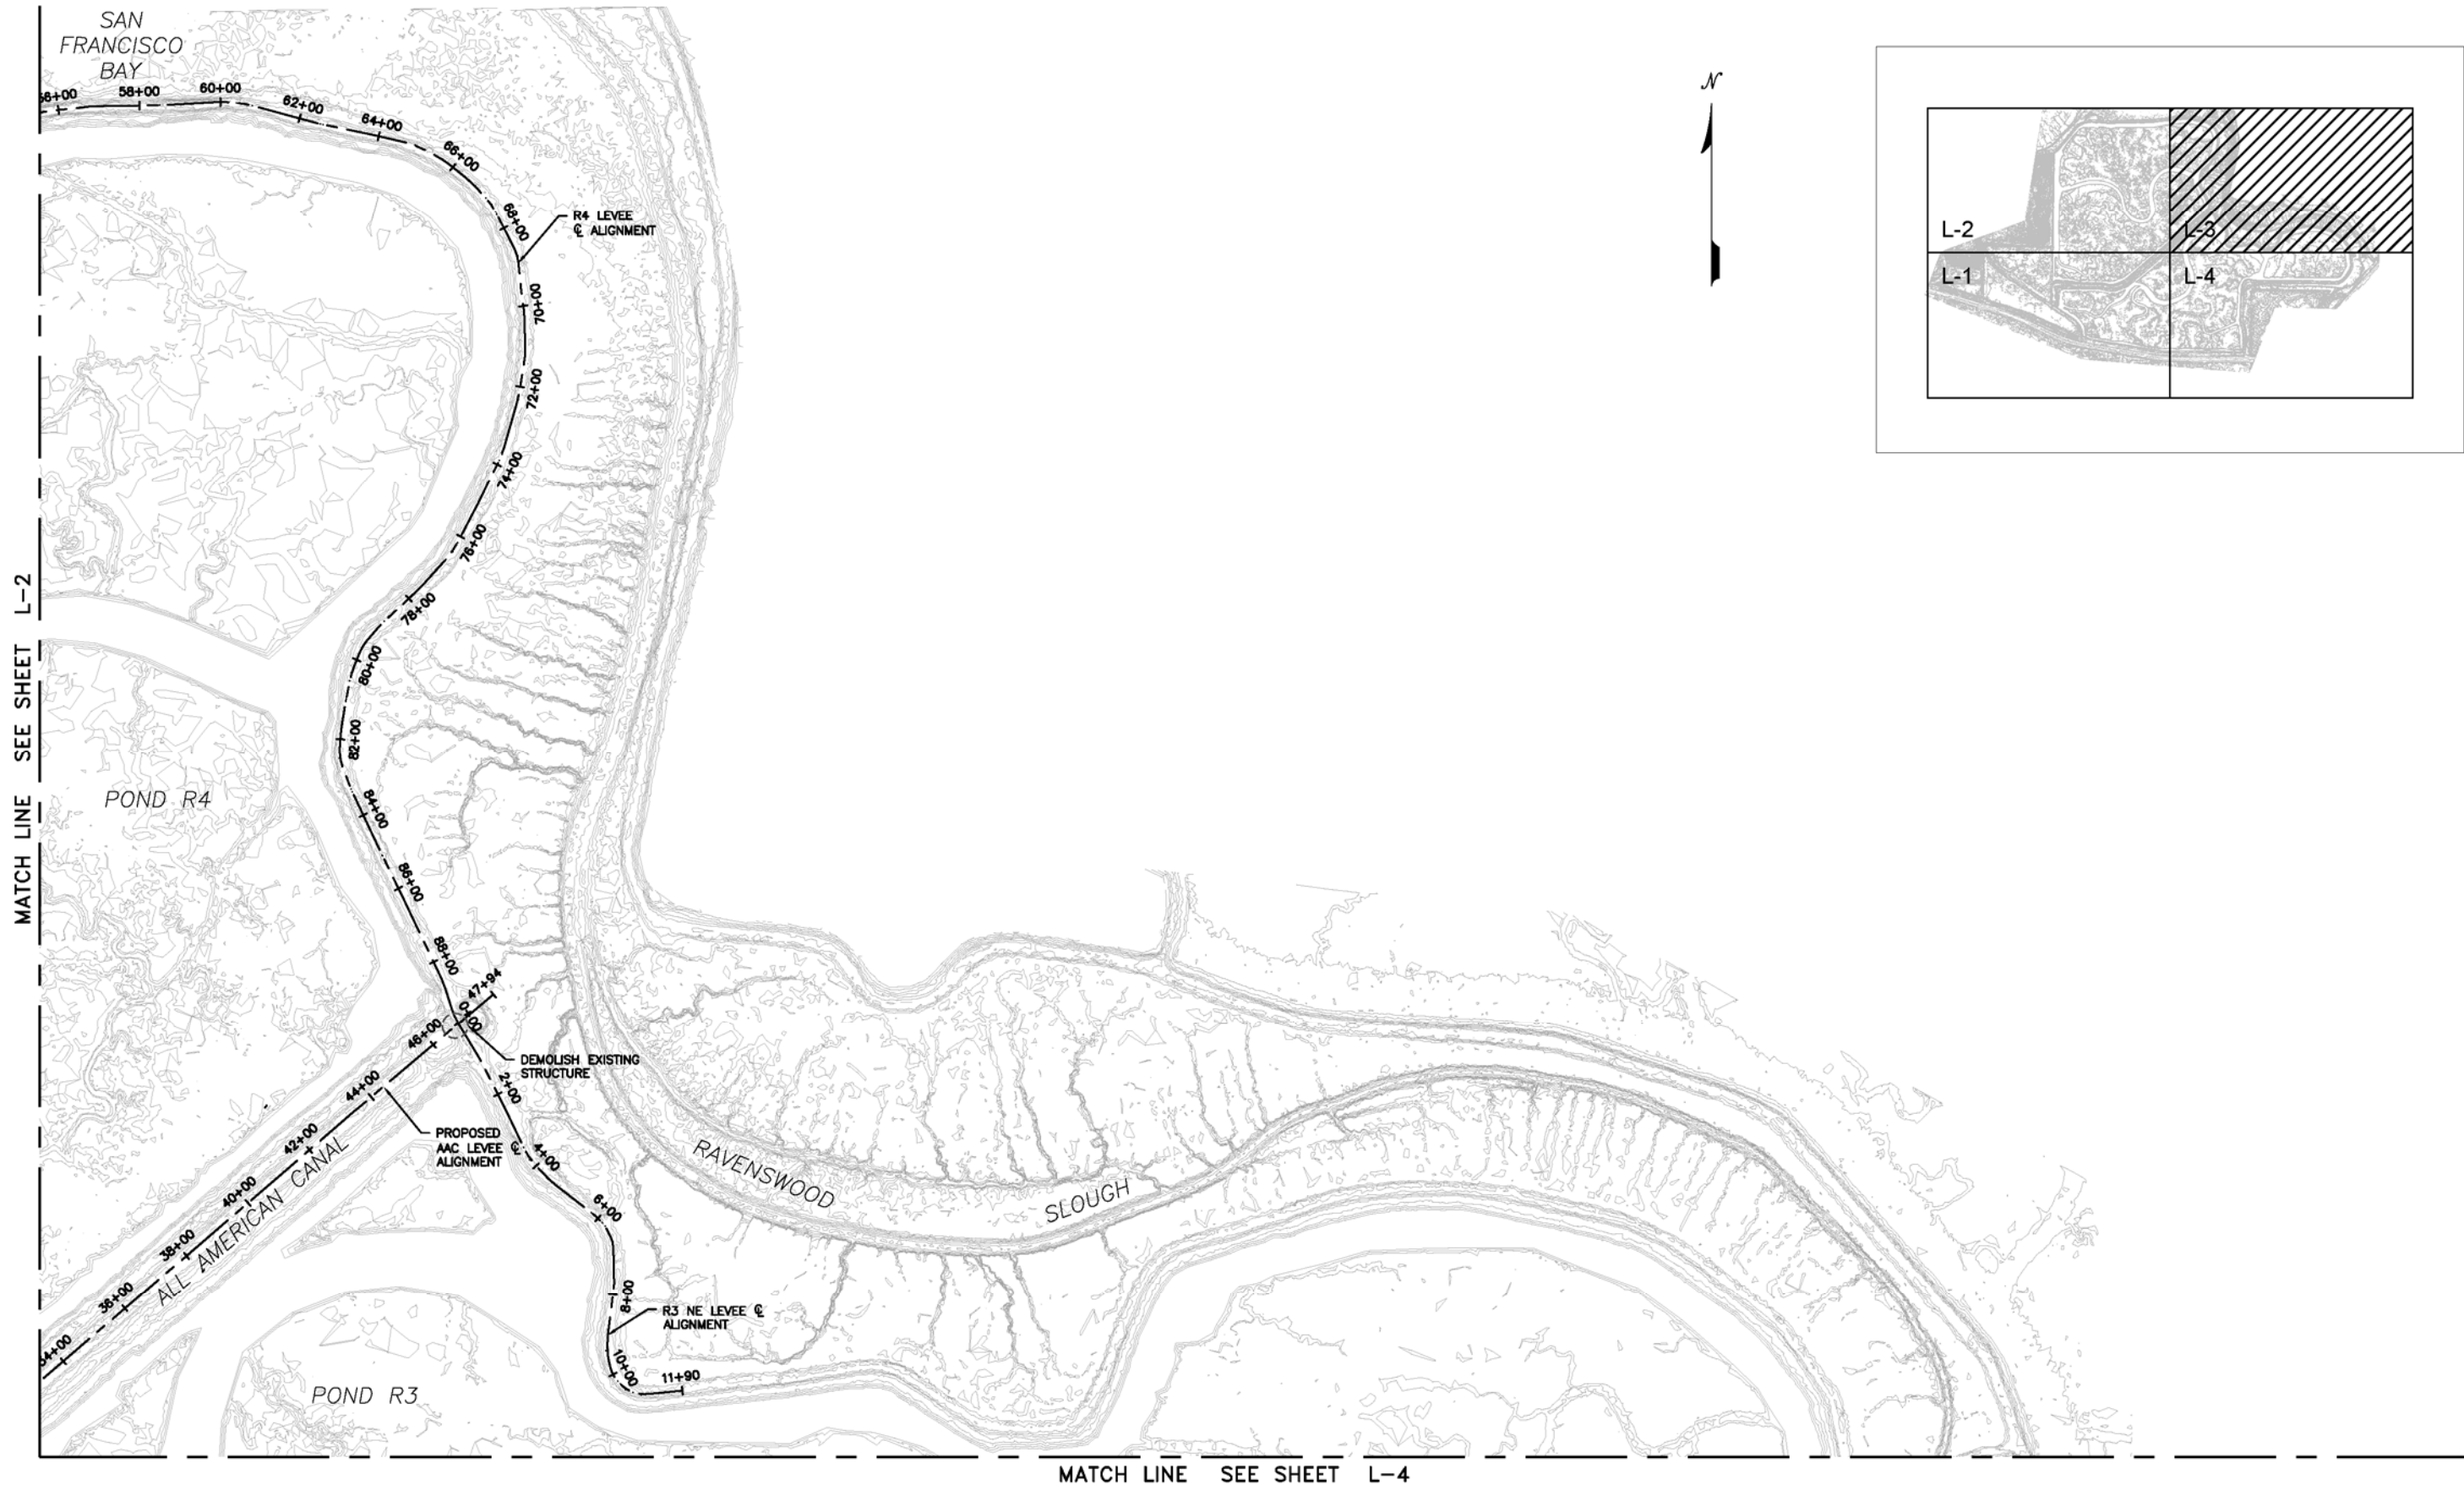 SAN
FRANCISCO
BAY
58+00
60+00
62+00
64+00
66+00
68+00
R4 LEVEE
℄ ALIGNMENT
70+00
72+00
74+00
76+00
78+00
80+00
82+00
84+00
86+00
88+00
POND R4
MATCH LINE SEE SHEET L-2
N
L-2
L-3
L-1
L-4
47+94
0+00
46+00
DEMOLISH EXISTING
STRUCTURE
44+00
2+00
42+00
PROPOSED
AAC LEVEE ℄
ALIGNMENT
4+00
40+00
6+00
38+00
ALL AMERICAN CANAL
36+00
8+00
R3 NE LEVEE ℄
ALIGNMENT
10+00
11+90
RAVENSWOOD
SLOUGH
POND R3
MATCH LINE SEE SHEET L-4